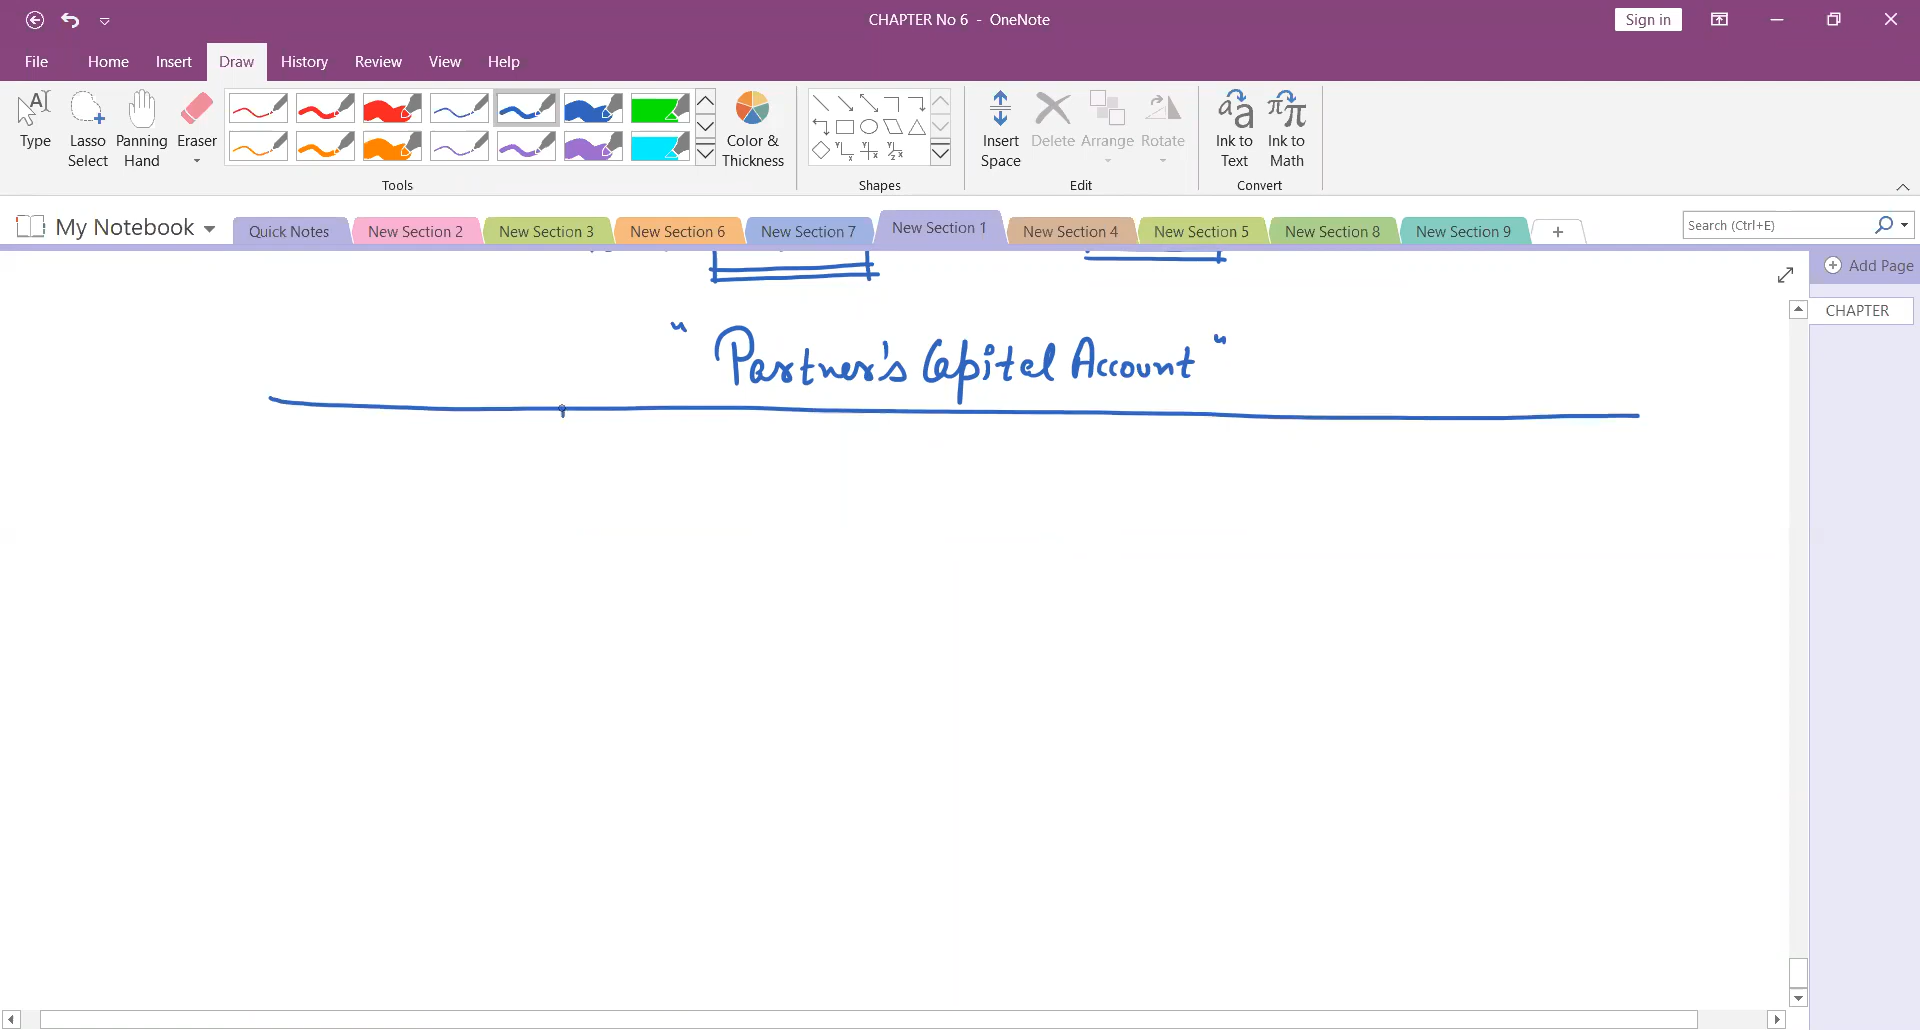 CHAPTER No 6 - OneNote
Sign in
File Home Insert Draw History Review View Help
Type
Lasso Select
Panning Hand
Eraser
Color & Thickness
Insert Space
Delete
Arrange
Rotate
Ink to Text
Ink to Math
Tools
Shapes
Edit
Convert
My Notebook
Quick Notes
New Section 2
New Section 3
New Section 6
New Section 7
New Section 1
New Section 4
New Section 5
New Section 8
New Section 9
Search (Ctrl+E)
Add Page
CHAPTER
" Partner's Capital Account "